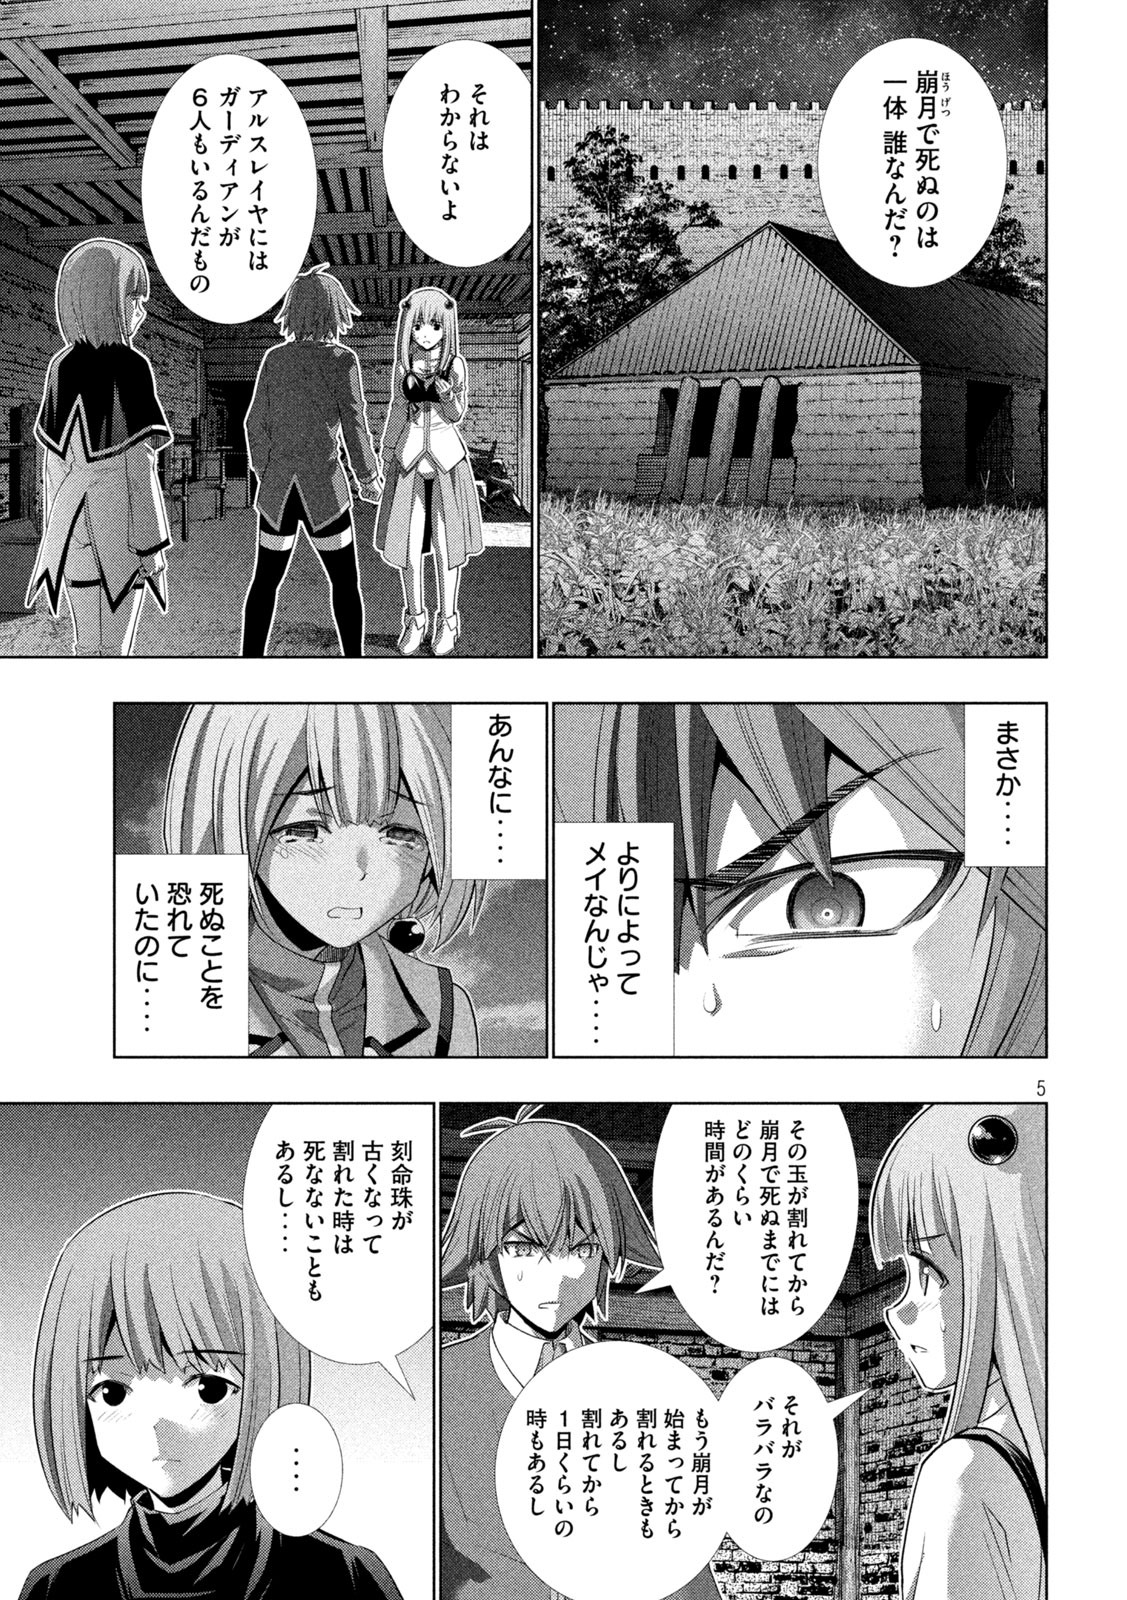 崩月で死ぬのは
ほうげつ
一体 誰なんだ?
それは
わからないよ
アルスレイヤには
ガーディアンが
6人もいるんだもの
まさか‥‥
よりによって
メイなんじゃ‥‥
あんなに‥‥
死ぬことを
恐れて
いたのに‥‥
5
その玉が割れてから
崩月で死ぬまでには
どのくらい
時間があるんだ?
それが
バラバラなの
もう崩月が
始まってから
割れるときも
あるし
割れてから
1日くらいの
時もあるし
刻命珠が
古くなって
割れた時は
死なないことも
あるし‥‥
‥‥